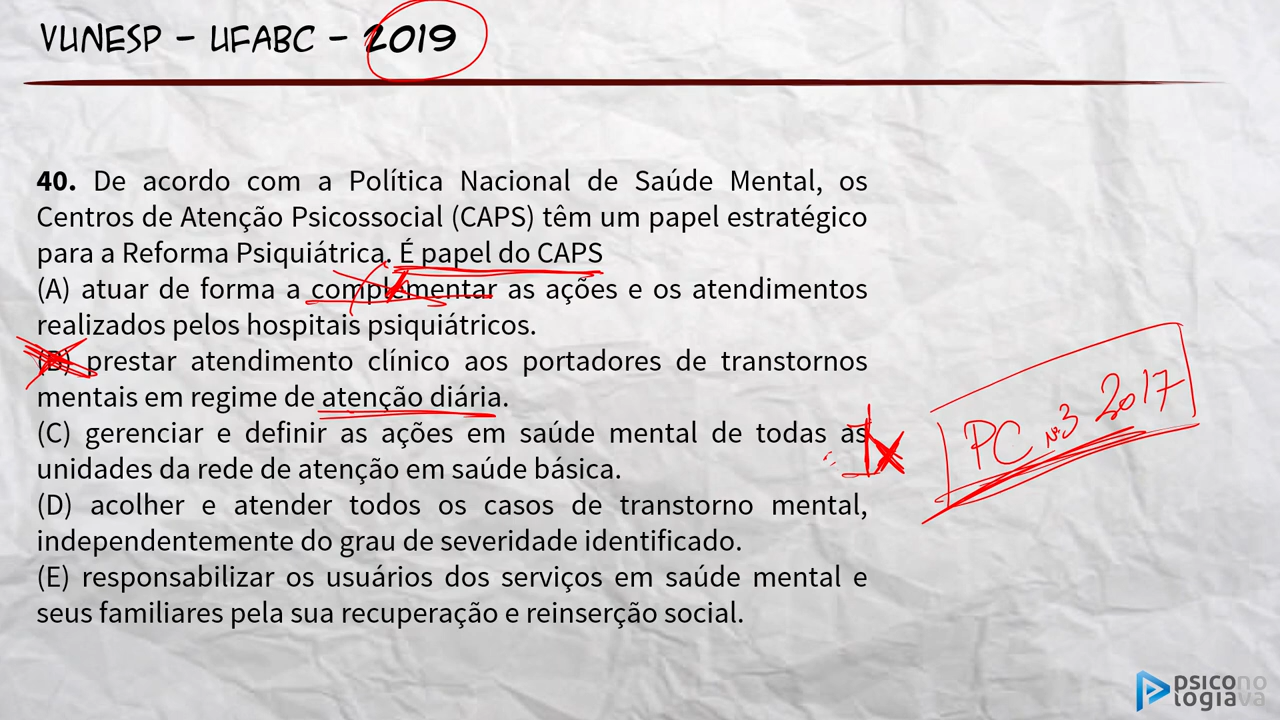 VUNESP - UFABC - 2019
40. De acordo com a Política Nacional de Saúde Mental, os
Centros de Atenção Psicossocial (CAPS) têm um papel estratégico
para a Reforma Psiquiátrica. É papel do CAPS
(A) atuar de forma a complementar as ações e os atendimentos
realizados pelos hospitais psiquiátricos.
(B) prestar atendimento clínico aos portadores de transtornos
mentais em regime de atenção diária.
(C) gerenciar e definir as ações em saúde mental de todas as
unidades da rede de atenção em saúde básica.
(D) acolher e atender todos os casos de transtorno mental,
independentemente do grau de severidade identificado.
(E) responsabilizar os usuários dos serviços em saúde mental e
seus familiares pela sua recuperação e reinserção social.
PC nº3 2017
psicono
logiava